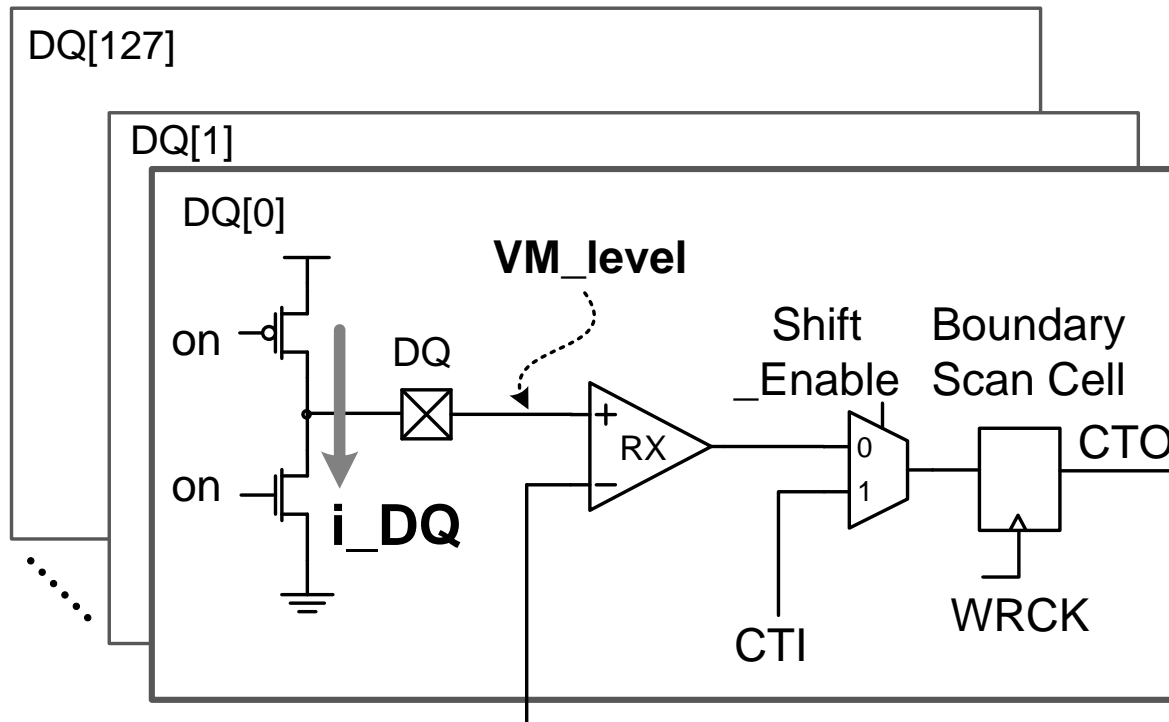 DQ[127]
DQ[1]
DQ[0]
VM_level
on
DQ
Shift
_Enable
Boundary
Scan Cell
+
RX
−
0
1
CTO
on
i_DQ
WRCK
CTI